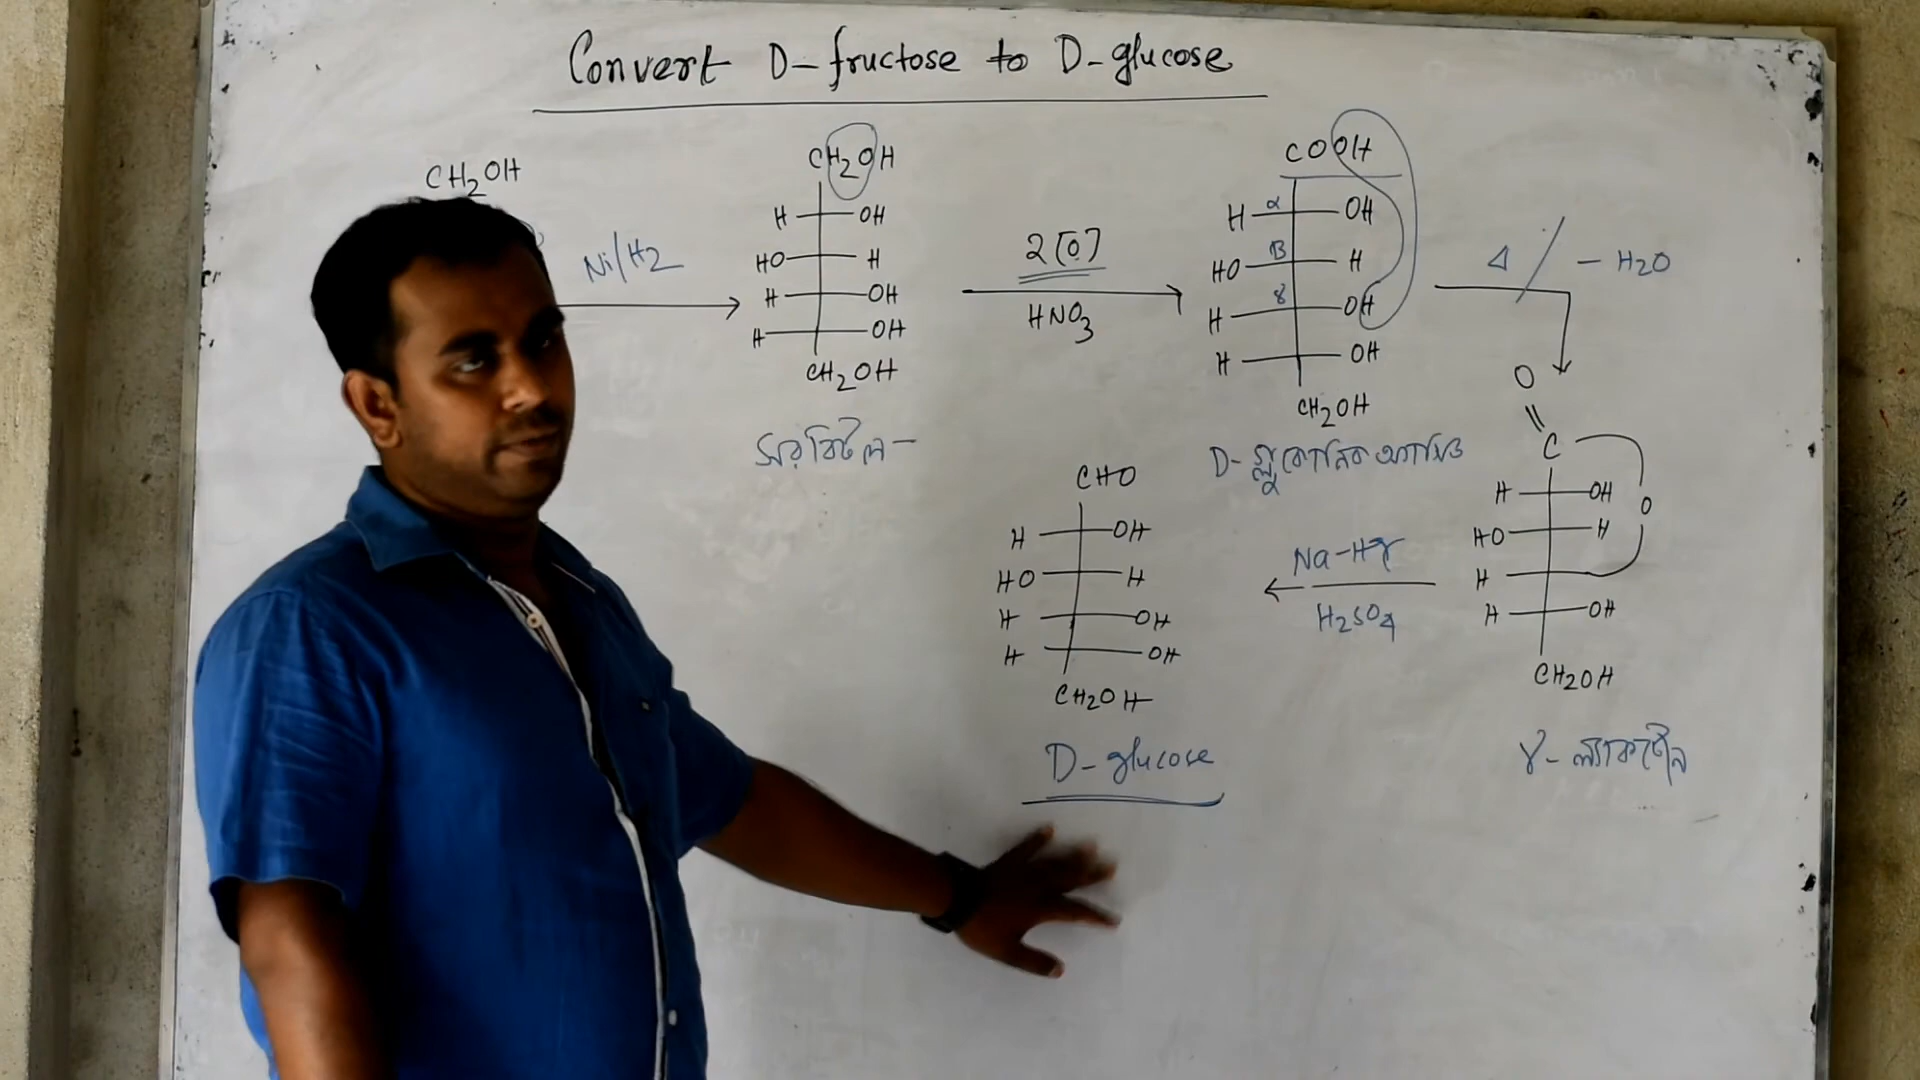 Convert D-fructose to D-glucose
CH2OH
Ni/H2
CH2OH
H OH
HO H
H OH
H OH
CH2OH
সরবিটল-
2[O]
HNO3
COOH
H α OH
HO B H
H γ OH
H OH
CH2OH
D-গ্লুকোনিক অ্যাসিড
Δ / - H2O
O
C
H OH
O
HO H
H
H OH
CH2OH
γ-ল্যাকটোন
Na-Hg
H2SO4
CHO
H OH
HO H
H OH
H OH
CH2OH
D-glucose